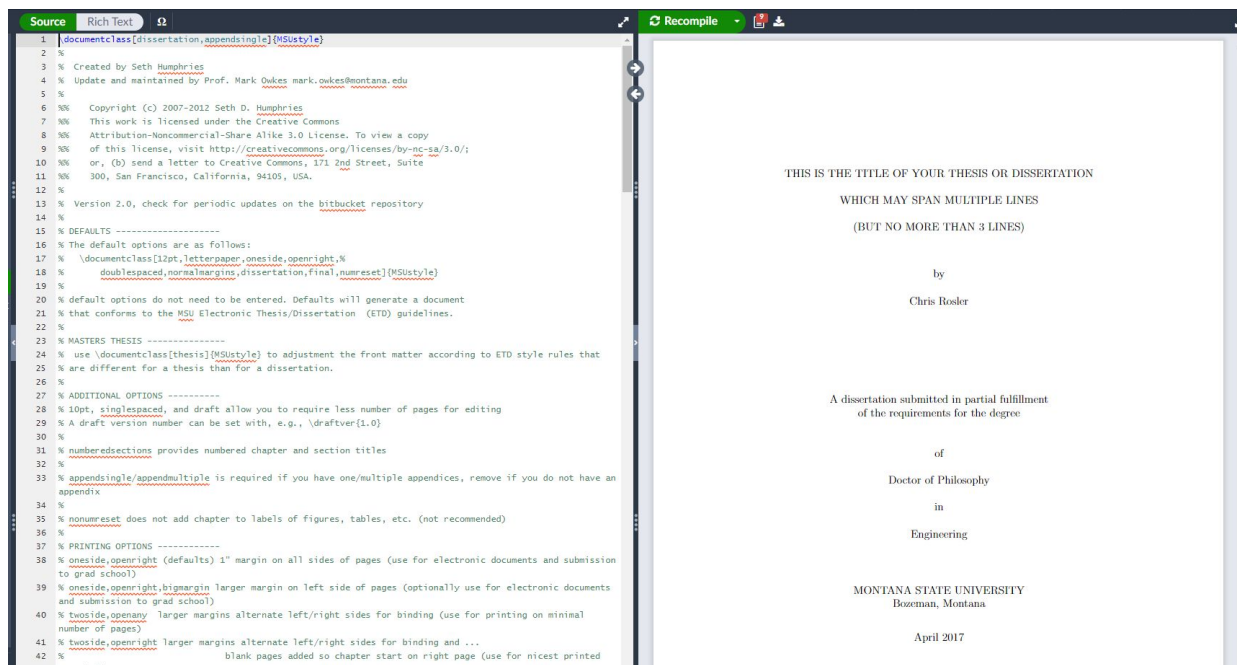 Source Rich Text Ω
Recompile 9
1 \documentclass[dissertation,appendsingle]{MSUstyle}
2 %
3 % Created by Seth Humphries
4 % Update and maintained by Prof. Mark Owkes mark.owkes@montana.edu
5 %
6 %% Copyright (c) 2007-2012 Seth D. Humphries
7 %% This work is licensed under the Creative Commons
8 %% Attribution-Noncommercial-Share Alike 3.0 License. To view a copy
9 %% of this license, visit http://creativecommons.org/licenses/by-nc-sa/3.0/;
10 %% or, (b) send a letter to Creative Commons, 171 2nd Street, Suite
11 %% 300, San Francisco, California, 94105, USA.
12 %
13 % Version 2.0, check for periodic updates on the bitbucket repository
14 %
15 % DEFAULTS --------------------
16 % The default options are as follows:
17 % \documentclass[12pt,letterpaper,oneside,openright,%
18 % doublespaced,normalmargins,dissertation,final,numreset]{MSUstyle}
19 %
20 % default options do not need to be entered. Defaults will generate a document
21 % that conforms to the MSU Electronic Thesis/Dissertation (ETD) guidelines.
22 %
23 % MASTERS THESIS ---------------
24 % use \documentclass[thesis]{MSUstyle} to adjustment the front matter according to ETD style rules that
25 % are different for a thesis than for a dissertation.
26 %
27 % ADDITIONAL OPTIONS ----------
28 % 10pt, singlespaced, and draft allow you to require less number of pages for editing
29 % A draft version number can be set with, e.g., \draftver{1.0}
30 %
31 % numberedsections provides numbered chapter and section titles
32 %
33 % appendsingle/appendmultiple is required if you have one/multiple appendices, remove if you do not have an
appendix
34 %
35 % nonumreset does not add chapter to labels of figures, tables, etc. (not recommended)
36 %
37 % PRINTING OPTIONS ------------
38 % oneside,openright (defaults) 1" margin on all sides of pages (use for electronic documents and submission
to grad school)
39 % oneside,openright,bigmargin larger margin on left side of pages (optionally use for electronic documents
and submission to grad school)
40 % twoside,openany larger margins alternate left/right sides for binding (use for printing on minimal
number of pages)
41 % twoside,openright larger margins alternate left/right sides for binding and ...
42 % blank pages added so chapter start on right page (use for nicest printed
THIS IS THE TITLE OF YOUR THESIS OR DISSERTATION
WHICH MAY SPAN MULTIPLE LINES
(BUT NO MORE THAN 3 LINES)
by
Chris Rosler
A dissertation submitted in partial fulfillment
of the requirements for the degree
of
Doctor of Philosophy
in
Engineering
MONTANA STATE UNIVERSITY
Bozeman, Montana
April 2017